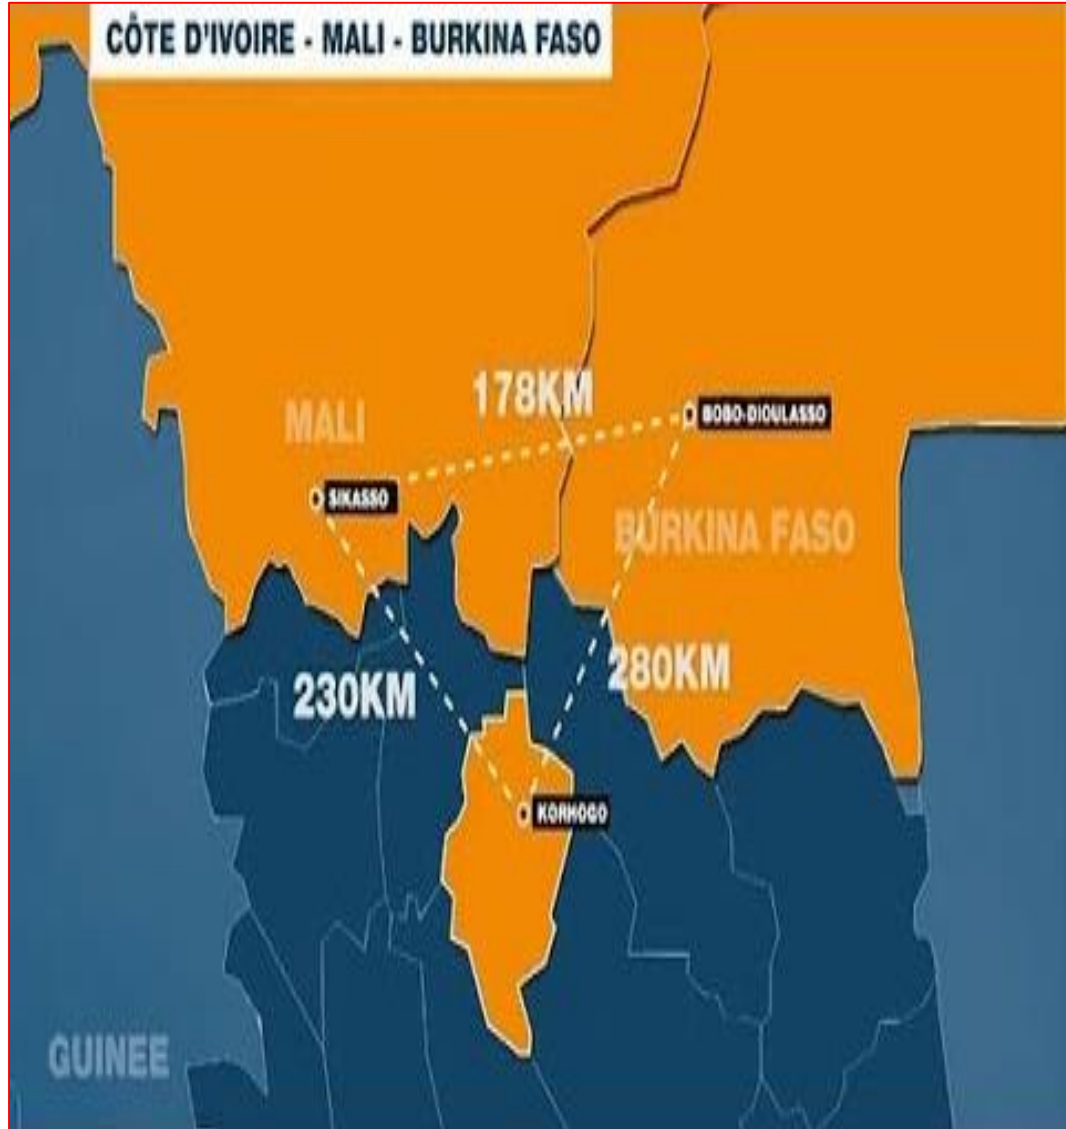 CÔTE D'IVOIRE - MALI - BURKINA FASO
178KM
MALI
BOBO-DIOULASSO
SIKASSO
BURKINA FASO
230KM
280KM
KORHOGO
GUINEE